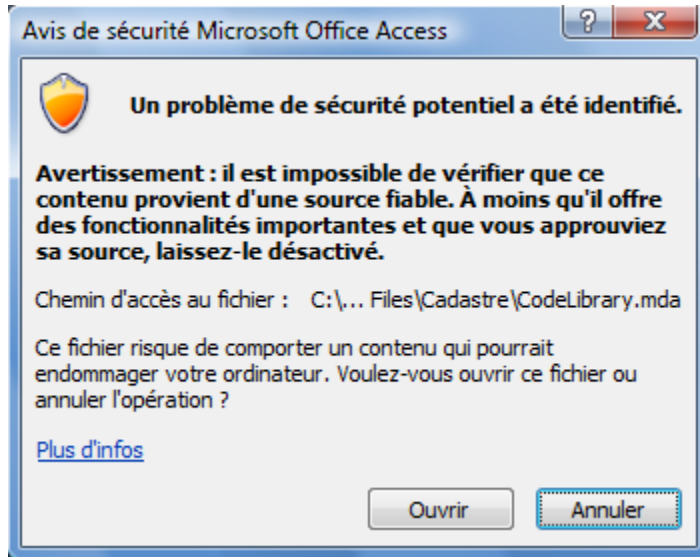 Avis de sécurité Microsoft Office Access
Un problème de sécurité potentiel a été identifié.
Avertissement : il est impossible de vérifier que ce
contenu provient d'une source fiable. À moins qu'il offre
des fonctionnalités importantes et que vous approuviez
sa source, laissez-le désactivé.
Chemin d'accès au fichier : C:\... Files\Cadastre\CodeLibrary.mda
Ce fichier risque de comporter un contenu qui pourrait
endommager votre ordinateur. Voulez-vous ouvrir ce fichier ou
annuler l'opération ?
Plus d'infos
Ouvrir Annuler